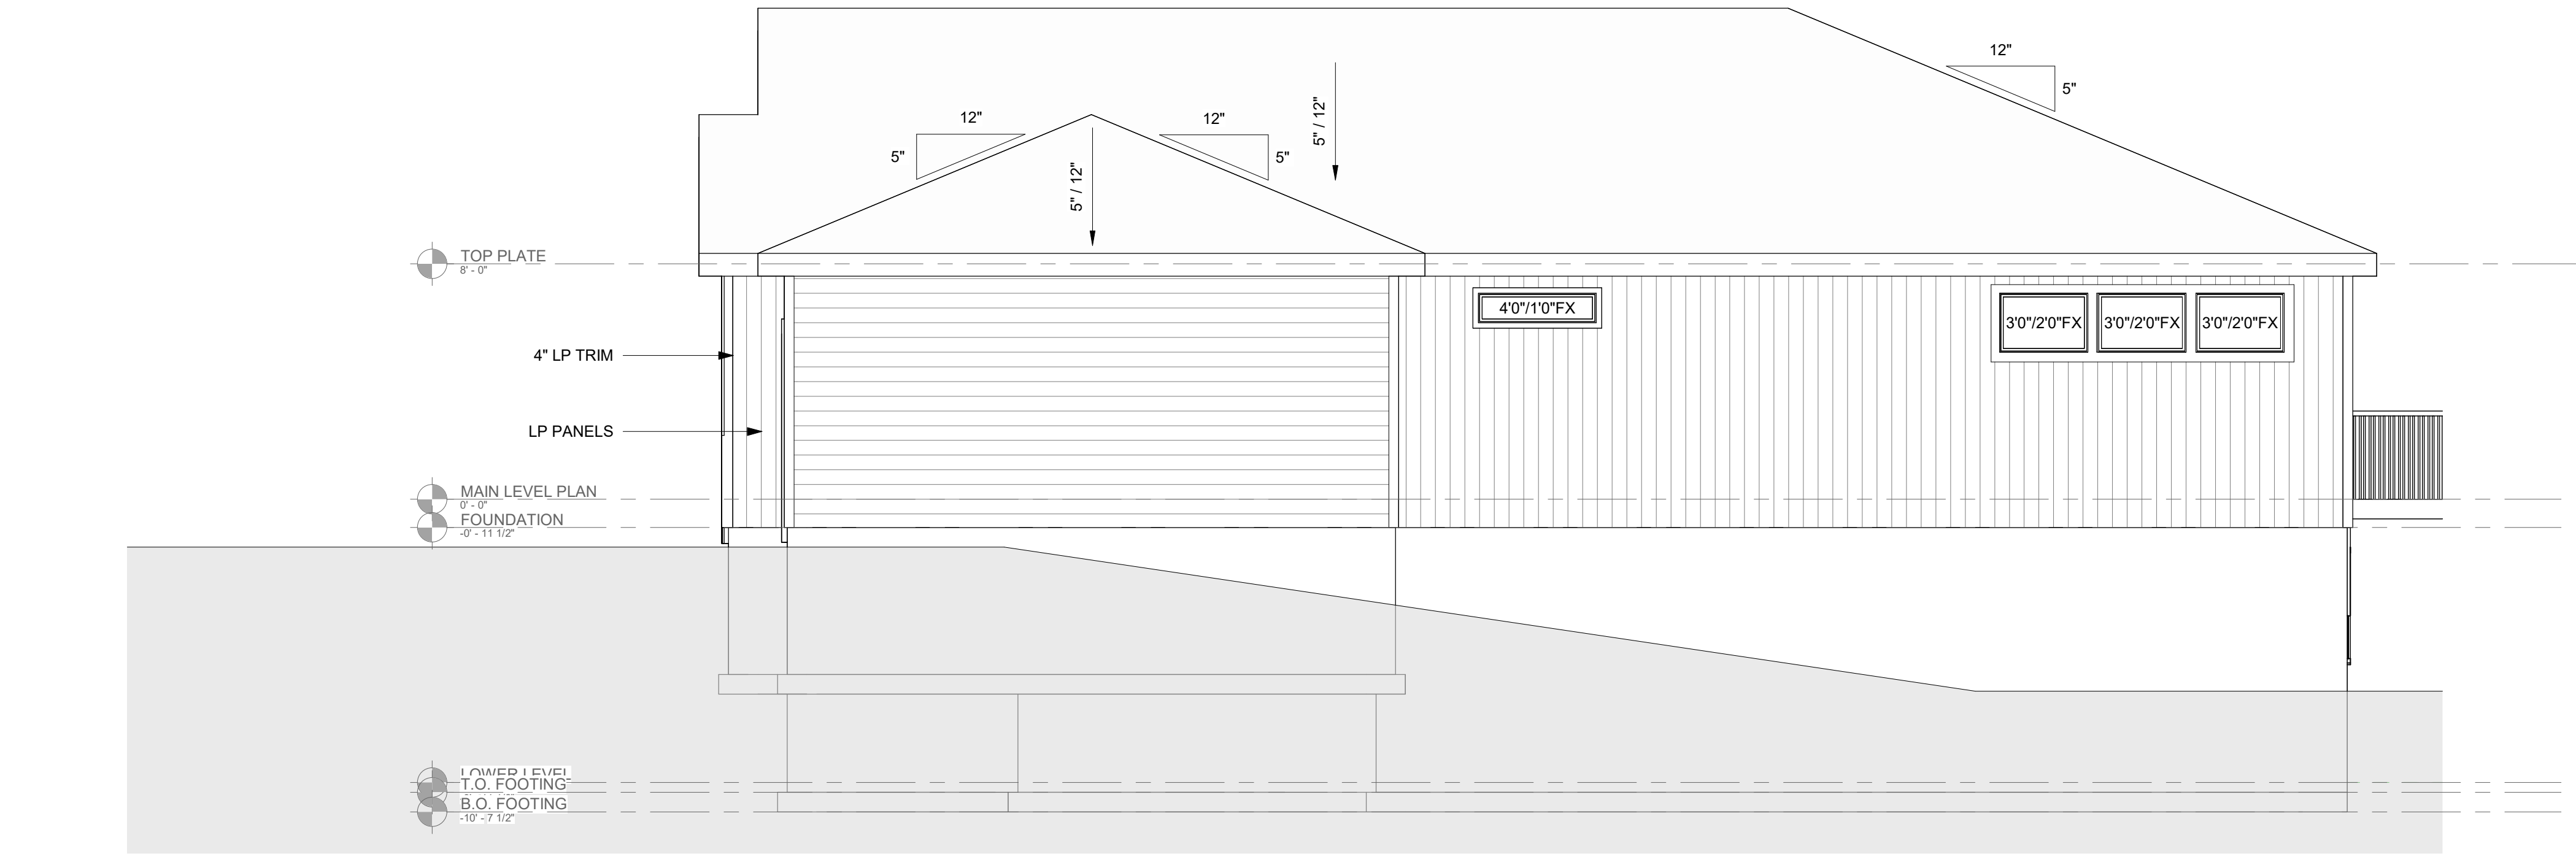 12"
5"
12"
12"
5"
5"
5" / 12"
5" / 12"
TOP PLATE
8' - 0"
4'0"/1'0"FX
3'0"/2'0"FX
3'0"/2'0"FX
3'0"/2'0"FX
4" LP TRIM
LP PANELS
MAIN LEVEL PLAN
0' - 0"
FOUNDATION
-0' - 11 1/2"
LOWER LEVEL
T.O. FOOTING
B.O. FOOTING
-10' - 7 1/2"